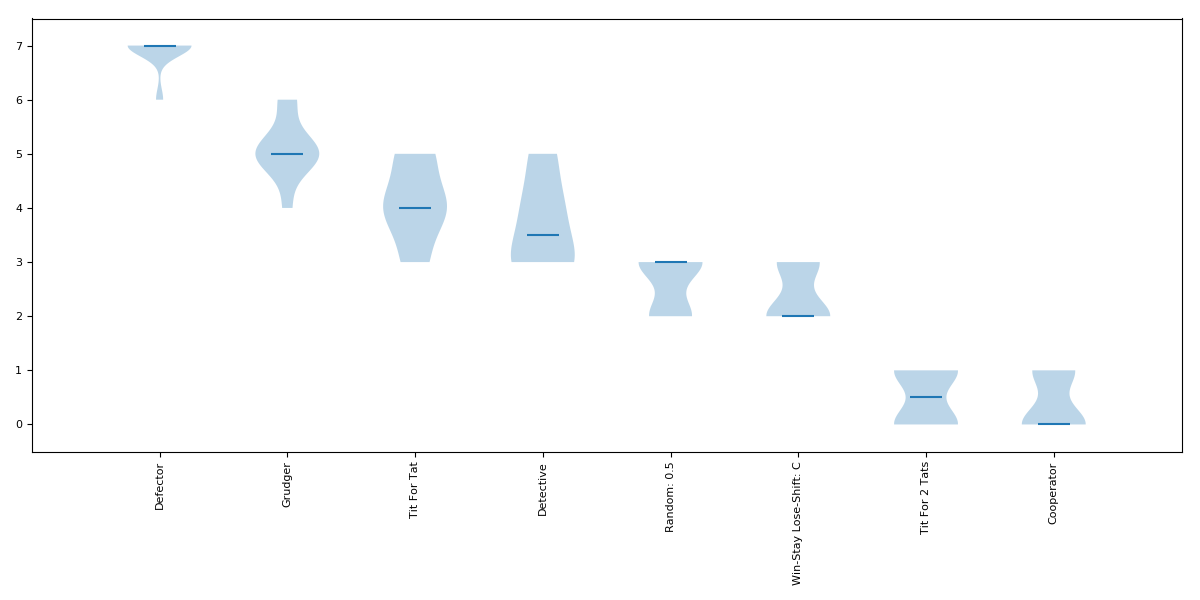 7
6
5
4
3
2
1
0
Defector
Grudger
Tit For Tat
Detective
Random: 0.5
Win-Stay Lose-Shift: C
Tit For 2 Tats
Cooperator